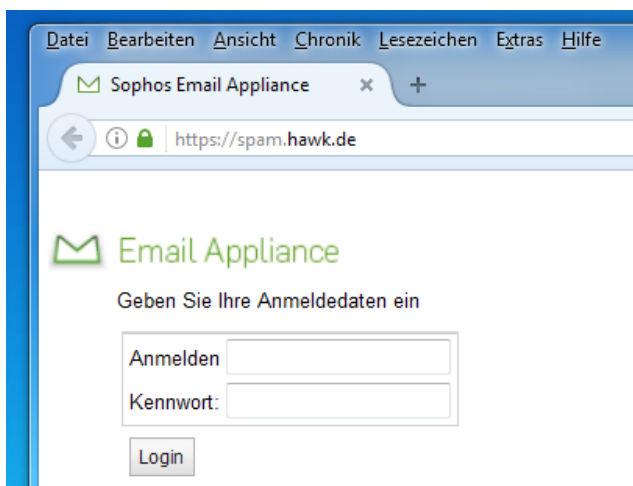 Datei Bearbeiten Ansicht Chronik Lesezeichen Extras Hilfe
Sophos Email Appliance
https://spam.hawk.de
Email Appliance
Geben Sie Ihre Anmeldedaten ein
Anmelden
Kennwort:
Login